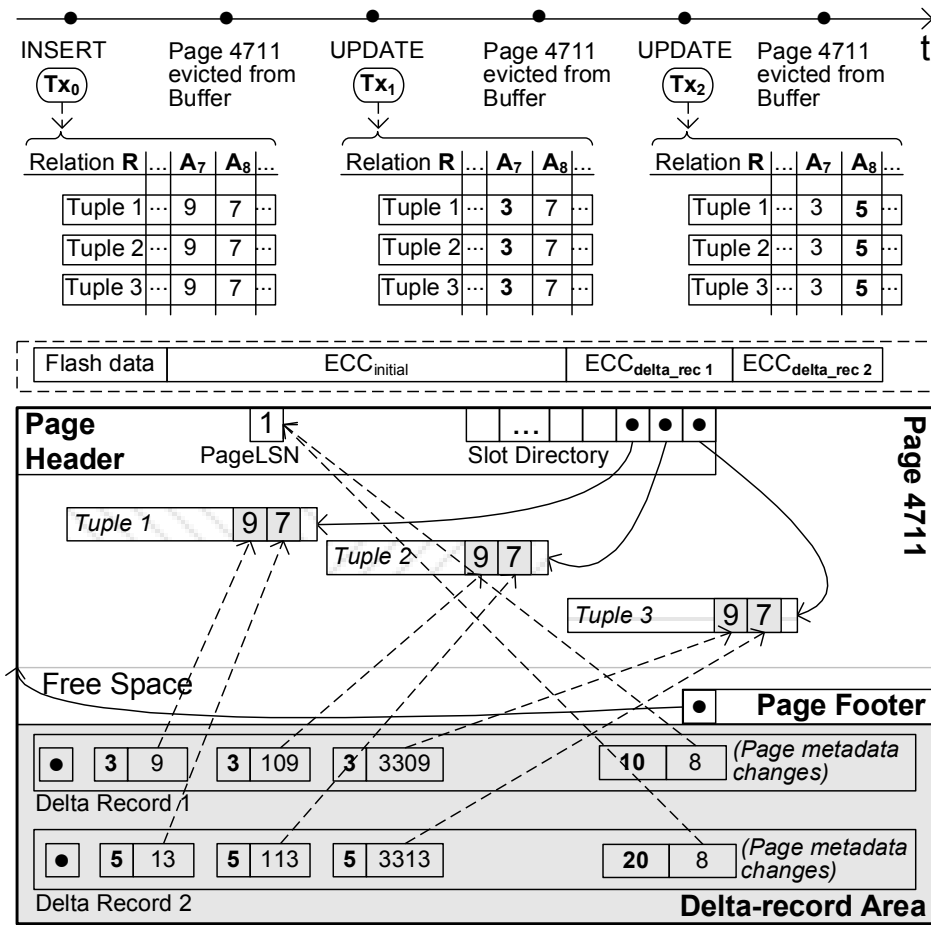 INSERT Page 4711 UPDATE Page 4711 UPDATE Page 4711 t
evicted from evicted from evicted from
Tx0 Buffer Tx1 Buffer Tx2 Buffer
Relation R ... A7 A8 ... Relation R ... A7 A8 ... Relation R ... A7 A8 ...
Tuple 1 ... 9 7 ... Tuple 1 ... 3 7 ... Tuple 1 ... 3 5 ...
Tuple 2 ... 9 7 ... Tuple 2 ... 3 7 ... Tuple 2 ... 3 5 ...
Tuple 3 ... 9 7 ... Tuple 3 ... 3 7 ... Tuple 3 ... 3 5 ...
Flash data ECCinitial ECCdelta_rec 1 ECCdelta_rec 2
Page Header
1
PageLSN
...
Slot Directory
Page 4711
Tuple 1 9 7
Tuple 2 9 7
Tuple 3 9 7
Free Space
Page Footer
3 9 3 109 3 3309 10 8 (Page metadata
changes)
Delta Record 1
5 13 5 113 5 3313 20 8 (Page metadata
changes)
Delta Record 2
Delta-record Area